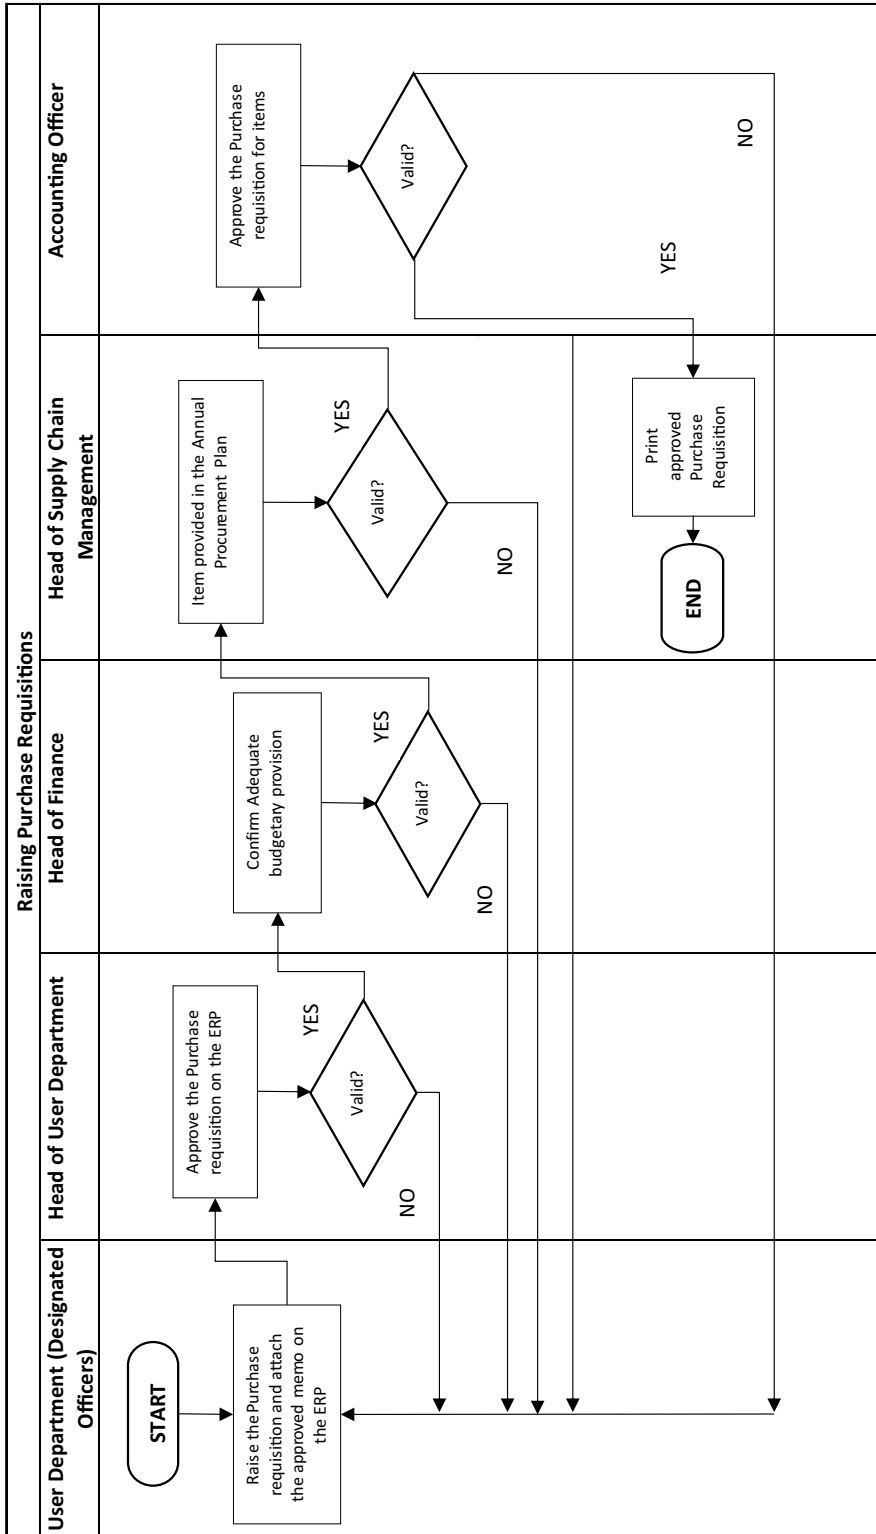 Raising Purchase Requisitions
User Department (Designated
Officers)
Head of User Department
Head of Finance
Head of Supply Chain
Management
Accounting Officer
START
Raise the Purchase
requisition and attach
the approved memo on
the ERP
Approve the Purchase
requisition on the ERP
Valid?
YES
NO
Confirm Adequate
budgetary provision
Valid?
YES
NO
Item provided in the Annual
Procurement Plan
Valid?
YES
NO
Approve the Purchase
requisition for items
Valid?
YES
NO
Print
approved
Purchase
Requisition
END